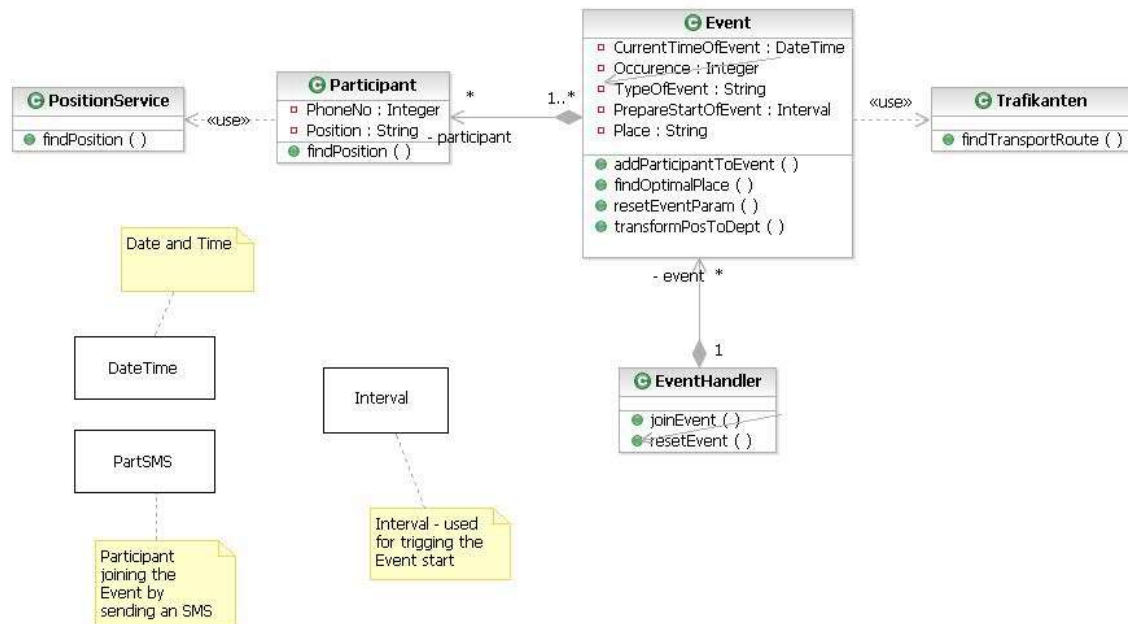 Event
CurrentTimeOfEvent : DateTime
Occurence : Integer
TypeOfEvent : String
PrepareStartOfEvent : Interval
Place : String
addParticipantToEvent ( )
findOptimalPlace ( )
resetEventParam ( )
transformPosToDept ( )
PositionService
findPosition ( )
«use»
Participant
PhoneNo : Integer
Position : String
findPosition ( )
*
- participant
1..*
«use»
Trafikanten
findTransportRoute ( )
- event *
1
EventHandler
joinEvent ( )
resetEvent ( )
Date and Time
DateTime
PartSMS
Participant
joining the
Event by
sending an SMS
Interval
Interval - used
for trigging the
Event start